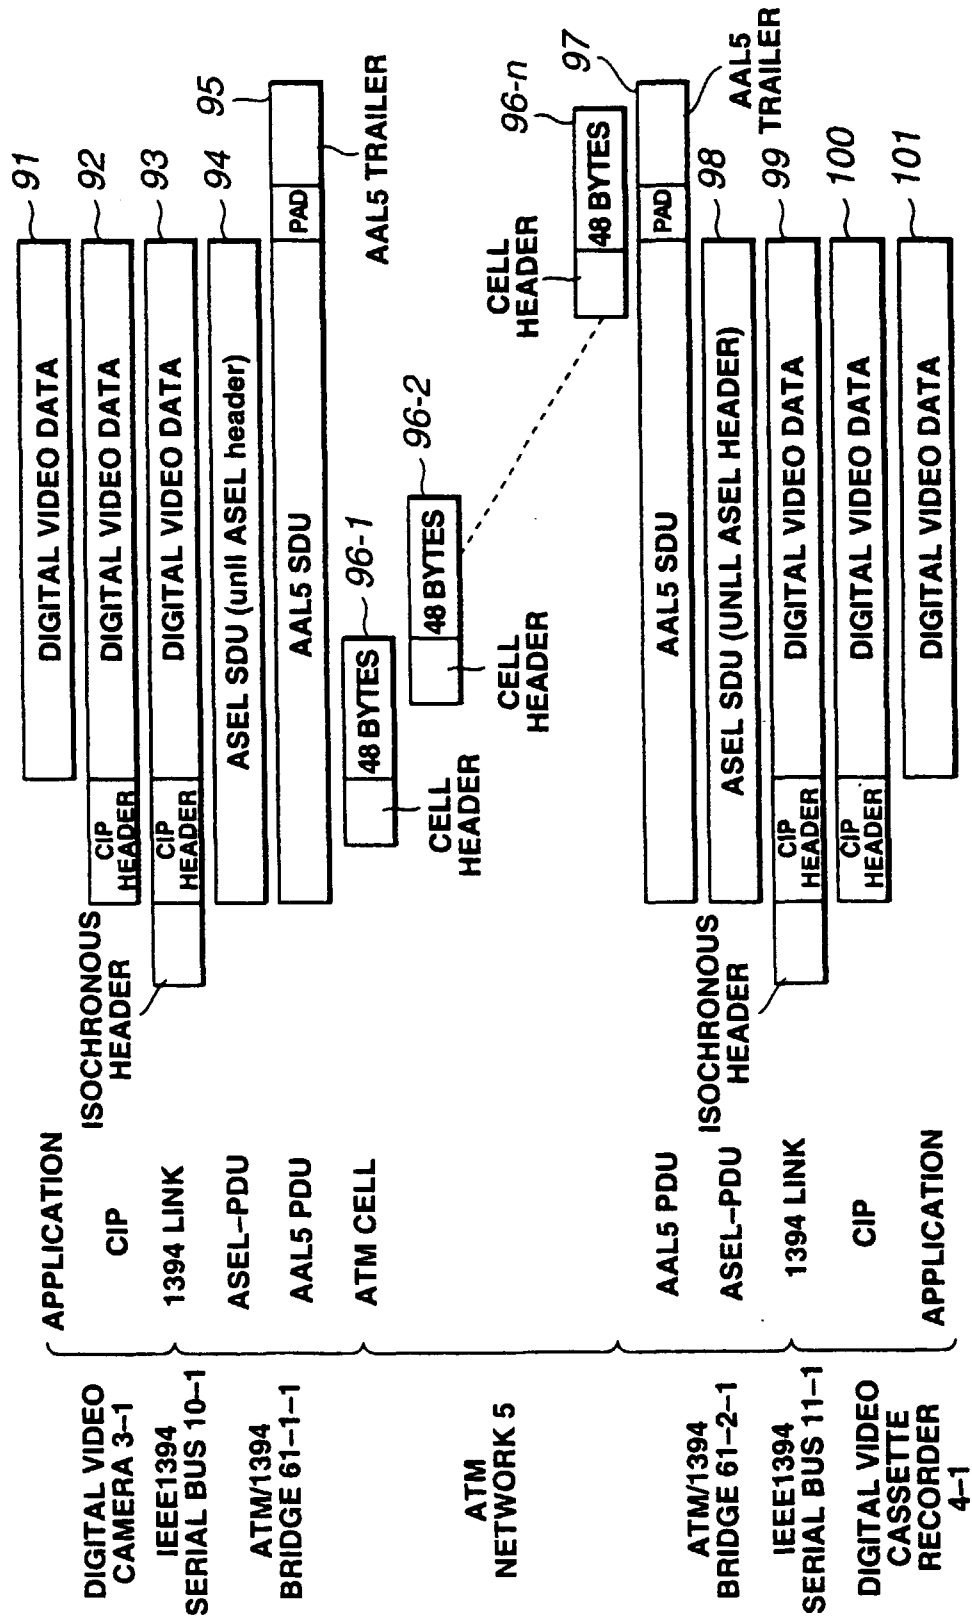 DIGITAL VIDEO
CAMERA 3–1
IEEE1394
SERIAL BUS 10–1
ATM/1394
BRIDGE 61–1–1
ATM
NETWORK 5
ATM/1394
BRIDGE 61–2–1
IEEE1394
SERIAL BUS 11–1
DIGITAL VIDEO
CASSETTE
RECORDER
4–1
APPLICATION
CIP
1394 LINK
ASEL–PDU
AAL5 PDU
ATM CELL
AAL5 PDU
ASEL–PDU
1394 LINK
CIP
APPLICATION
DIGITAL VIDEO DATA
91
CIP
HEADER
DIGITAL VIDEO DATA
92
ISOCHRONOUS
HEADER
CIP
HEADER
DIGITAL VIDEO DATA
93
ASEL SDU (unll ASEL header)
94
AAL5 SDU
PAD
95
AAL5 TRAILER
48 BYTES
96-1
CELL
HEADER
48 BYTES
96-2
CELL
HEADER
CELL
HEADER
48 BYTES
96-n
AAL5 SDU
PAD
97
AAL5
TRAILER
ASEL SDU (UNLL ASEL HEADER)
98
ISOCHRONOUS
HEADER
CIP
HEADER
DIGITAL VIDEO DATA
99
CIP
HEADER
DIGITAL VIDEO DATA
100
DIGITAL VIDEO DATA
101